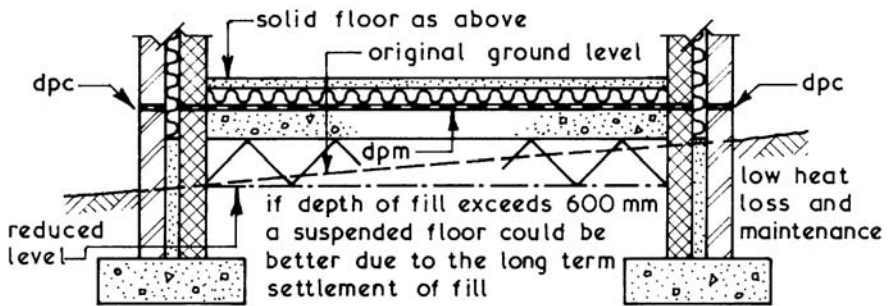 solid floor as above
original ground level
dpc
dpc
dpm
reduced
level
if depth of fill exceeds 600 mm
a suspended floor could be
better due to the long term
settlement of fill
low heat
loss and
maintenance